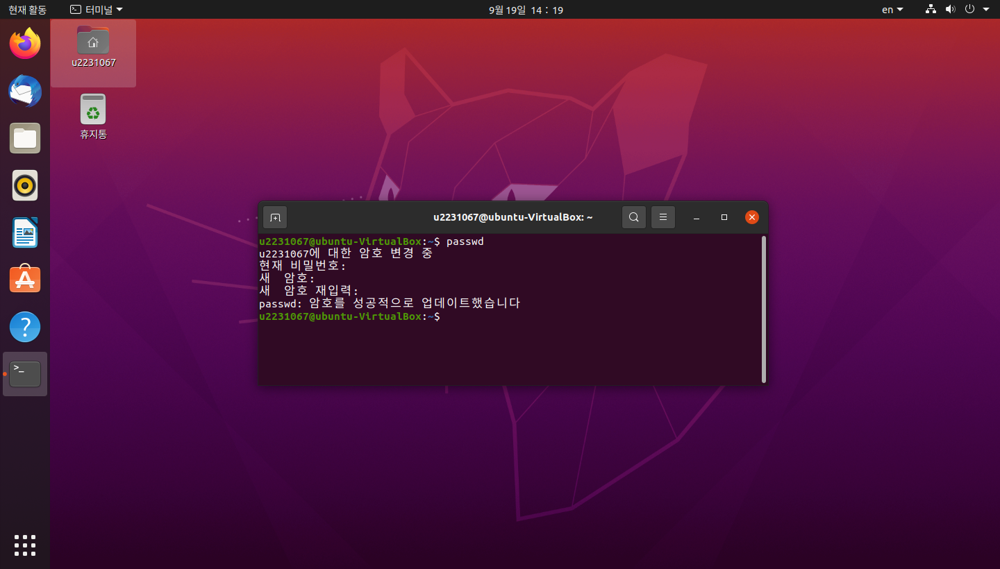 현재 활동 터미널 9월 19일 14 : 19 en
u2231067
휴지통
u2231067@ubuntu-VirtualBox: ~
u2231067@ubuntu-VirtualBox:~$ passwd
u2231067에 대한 암호 변경 중
현재 비밀번호:
새 암호:
새 암호 재입력:
passwd: 암호를 성공적으로 업데이트했습니다
u2231067@ubuntu-VirtualBox:~$